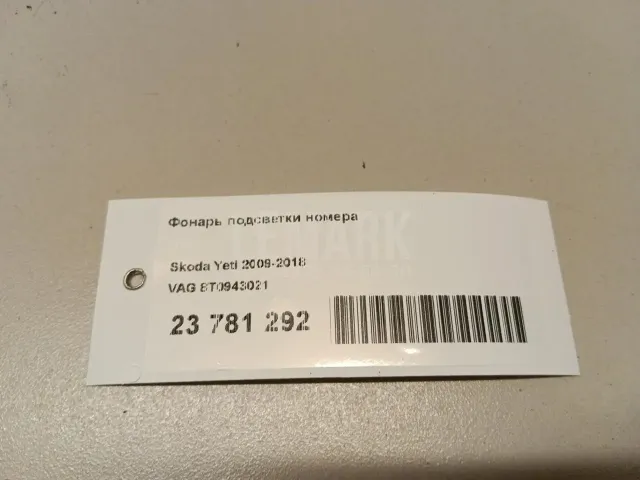 Фонарь подсветки номера
Skoda Yeti 2009-2018
VAG 8T0943021
23 781 292